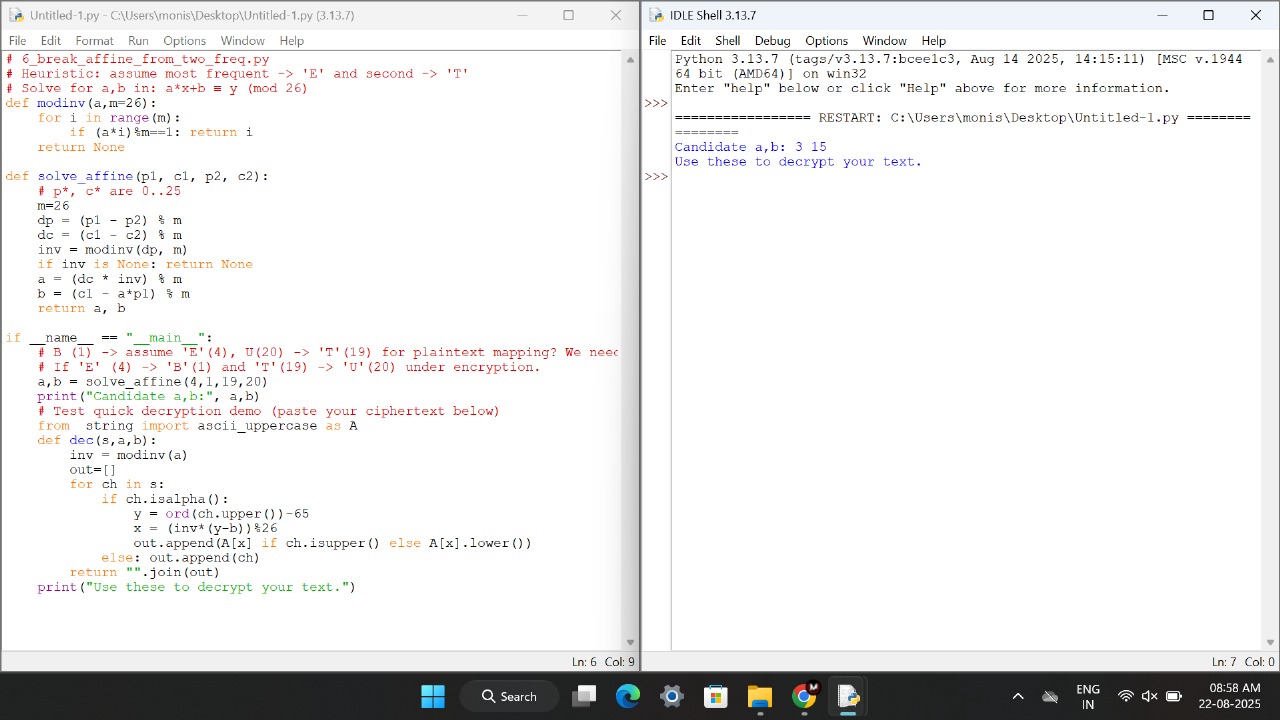 Untitled-1.py - C:\Users\monis\Desktop\Untitled-1.py (3.13.7)
File Edit Format Run Options Window Help
# 6_break_affine_from_two_freq.py
# Heuristic: assume most frequent -> 'E' and second -> 'T'
# Solve for a,b in: a*x+b ≡ y (mod 26)
def modinv(a,m=26):
    for i in range(m):
        if (a*i)%m==1: return i
    return None
def solve_affine(p1, c1, p2, c2):
    # p*, c* are 0..25
    m=26
    dp = (p1 - p2) % m
    dc = (c1 - c2) % m
    inv = modinv(dp, m)
    if inv is None: return None
    a = (dc * inv) % m
    b = (c1 - a*p1) % m
    return a, b
if __name__ == "__main__":
    # B (1) -> assume 'E'(4), U(20) -> 'T'(19) for plaintext mapping? We need
    # If 'E' (4) -> 'B'(1) and 'T'(19) -> 'U'(20) under encryption.
    a,b = solve_affine(4,1,19,20)
    print("Candidate a,b:", a,b)
    # Test quick decryption demo (paste your ciphertext below)
    from  string import ascii_uppercase as A
    def dec(s,a,b):
        inv = modinv(a)
        out=[]
        for ch in s:
            if ch.isalpha():
                y = ord(ch.upper())-65
                x = (inv*(y-b))%26
                out.append(A[x] if ch.isupper() else A[x].lower())
            else: out.append(ch)
        return "".join(out)
    print("Use these to decrypt your text.")
Ln: 6 Col: 9
IDLE Shell 3.13.7
File Edit Shell Debug Options Window Help
Python 3.13.7 (tags/v3.13.7:bcee1c3, Aug 14 2025, 14:15:11) [MSC v.1944
64 bit (AMD64)] on win32
Enter "help" below or click "Help" above for more information.
>>>
================= RESTART: C:\Users\monis\Desktop\Untitled-1.py ========
========
Candidate a,b: 3 15
Use these to decrypt your text.
>>>
Ln: 7 Col: 0
Search
M
ENG
IN
08:58 AM
22-08-2025